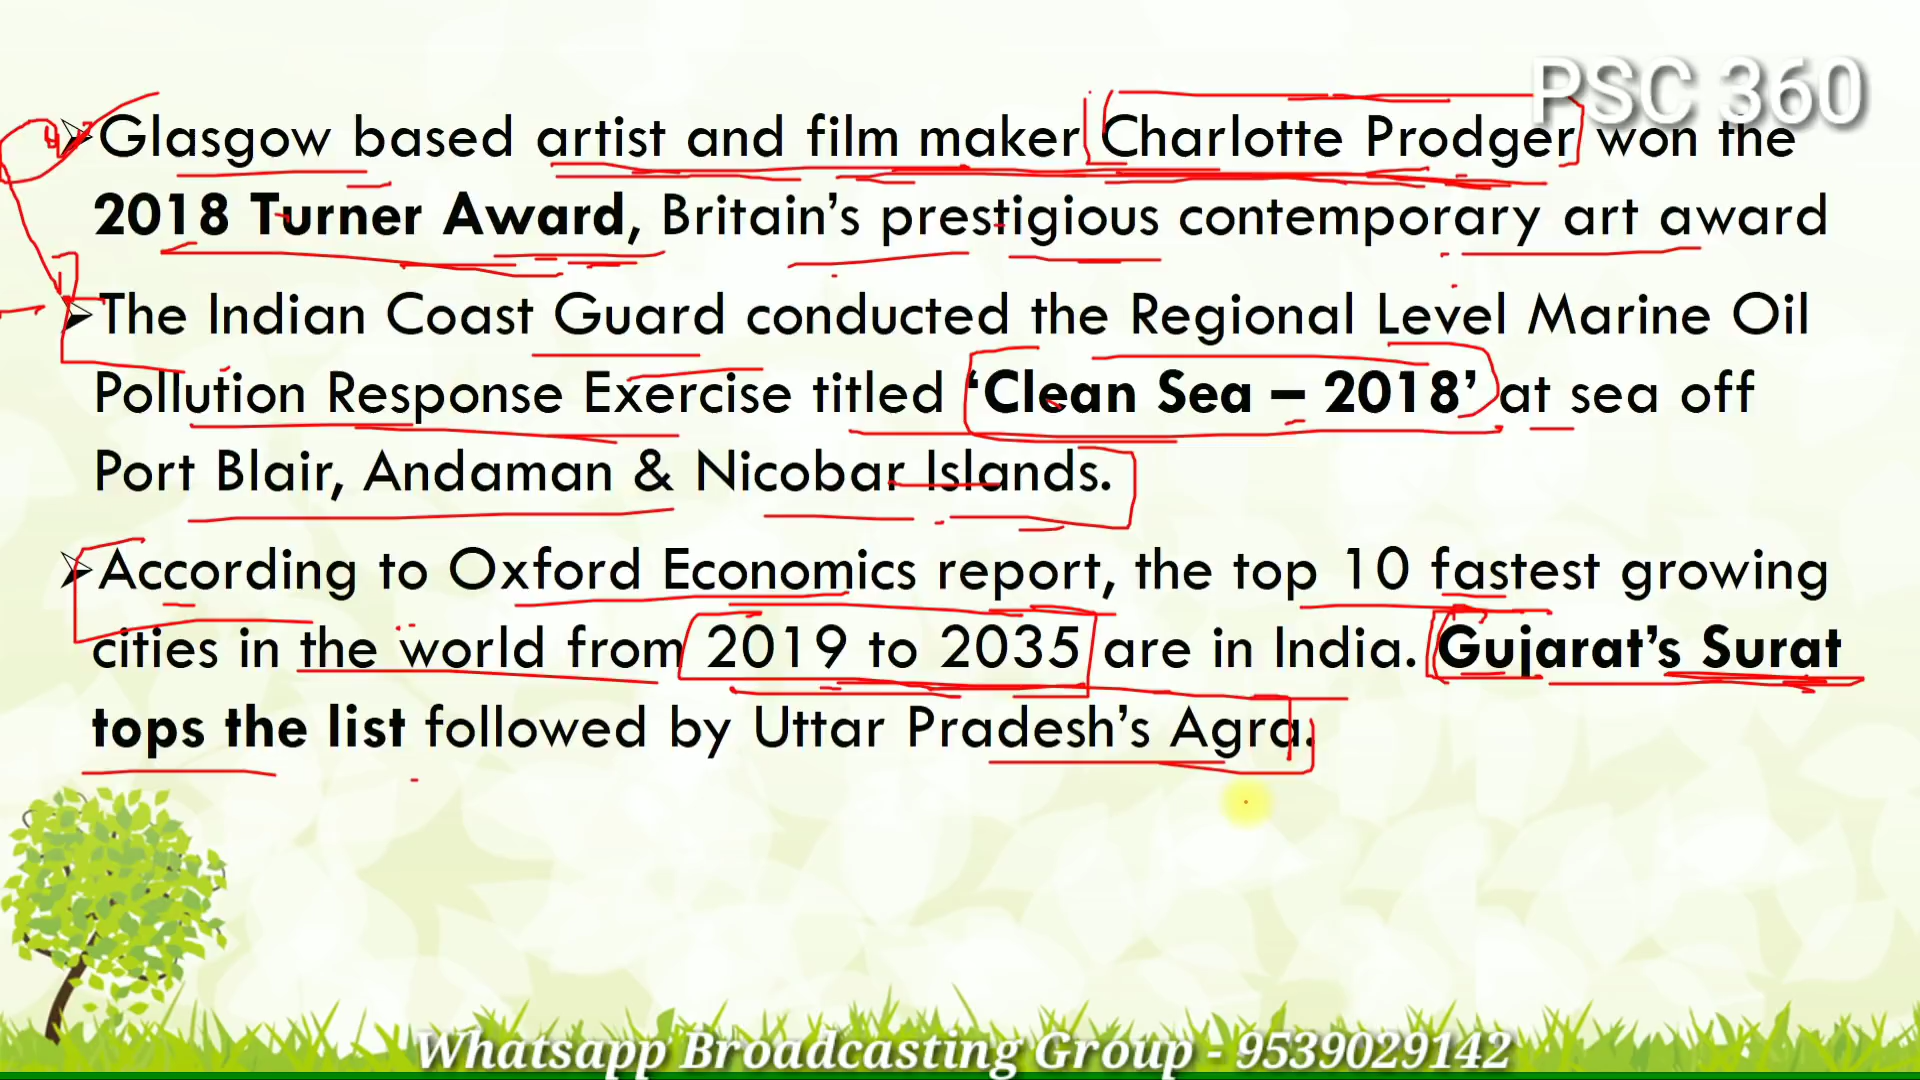 PSC 360
➢Glasgow based artist and film maker Charlotte Prodger won the
2018 Turner Award, Britain’s prestigious contemporary art award
➢The Indian Coast Guard conducted the Regional Level Marine Oil
Pollution Response Exercise titled ‘Clean Sea – 2018’ at sea off
Port Blair, Andaman & Nicobar Islands.
➢According to Oxford Economics report, the top 10 fastest growing
cities in the world from 2019 to 2035 are in India. Gujarat’s Surat
tops the list followed by Uttar Pradesh’s Agra.
Whatsapp Broadcasting Group - 9539029142